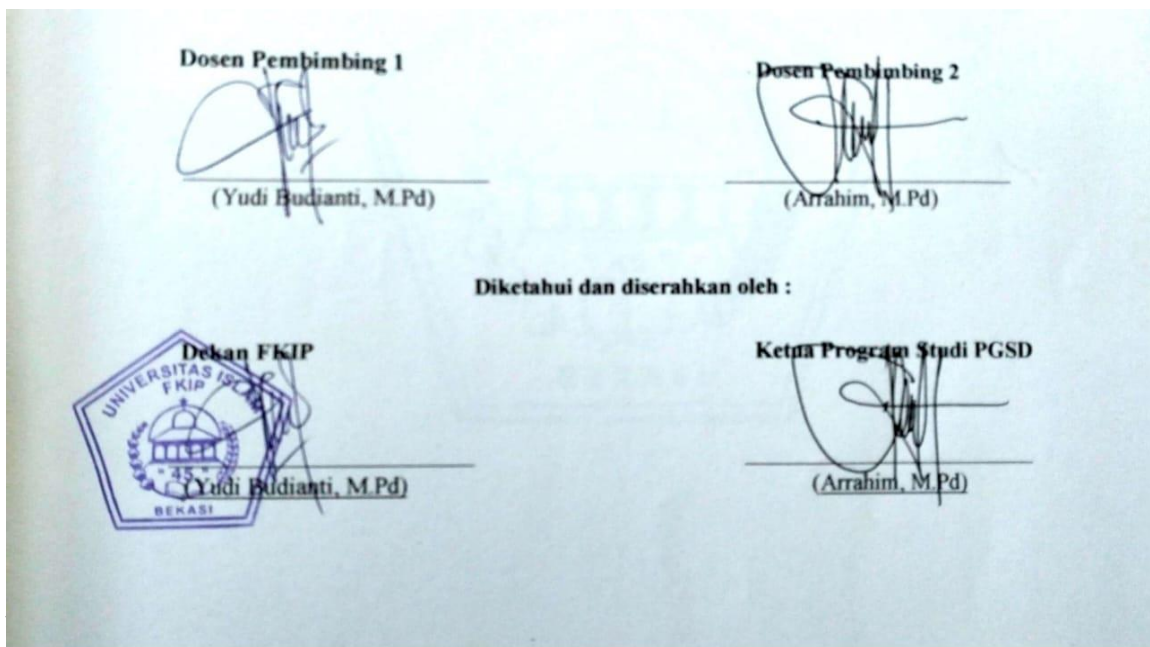 Dosen Pembimbing 1
Dosen Pembimbing 2
(Yudi Budianti, M.Pd)
(Arrahim, M.Pd)
Diketahui dan diserahkan oleh :
Dekan FKIP
Ketua Program Studi PGSD
UNIVERSITAS ISLAM
FKIP
"45"
BEKASI
(Yudi Budianti, M.Pd)
(Arrahim, M.Pd)